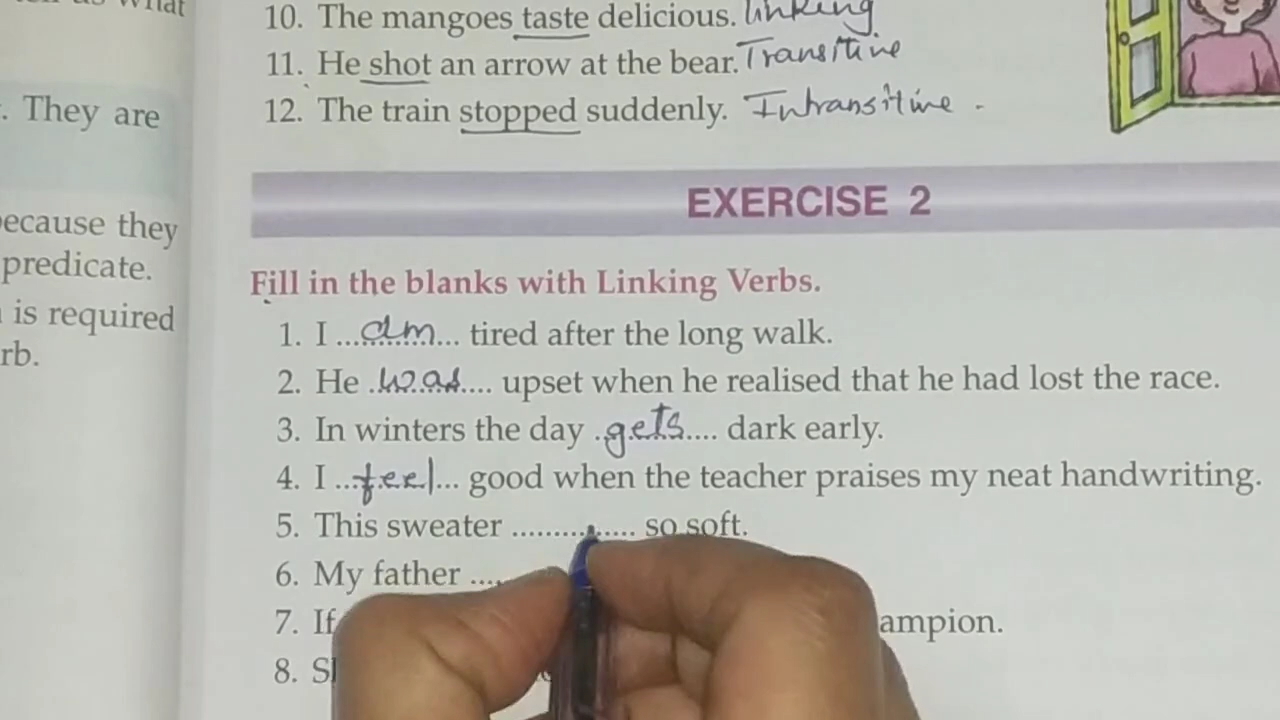 what
10. The mangoes taste delicious. linking
11. He shot an arrow at the bear. Transitive
12. The train stopped suddenly. Intransitive -
. They are
EXERCISE 2
ecause they
predicate.
is required
rb.
Fill in the blanks with Linking Verbs.
1. I ...am... tired after the long walk.
2. He .was.... upset when he realised that he had lost the race.
3. In winters the day .gets.... dark early.
4. I ...feel... good when the teacher praises my neat handwriting.
5. This sweater .............. so soft.
6. My father ....
7. If ampion.
8. S